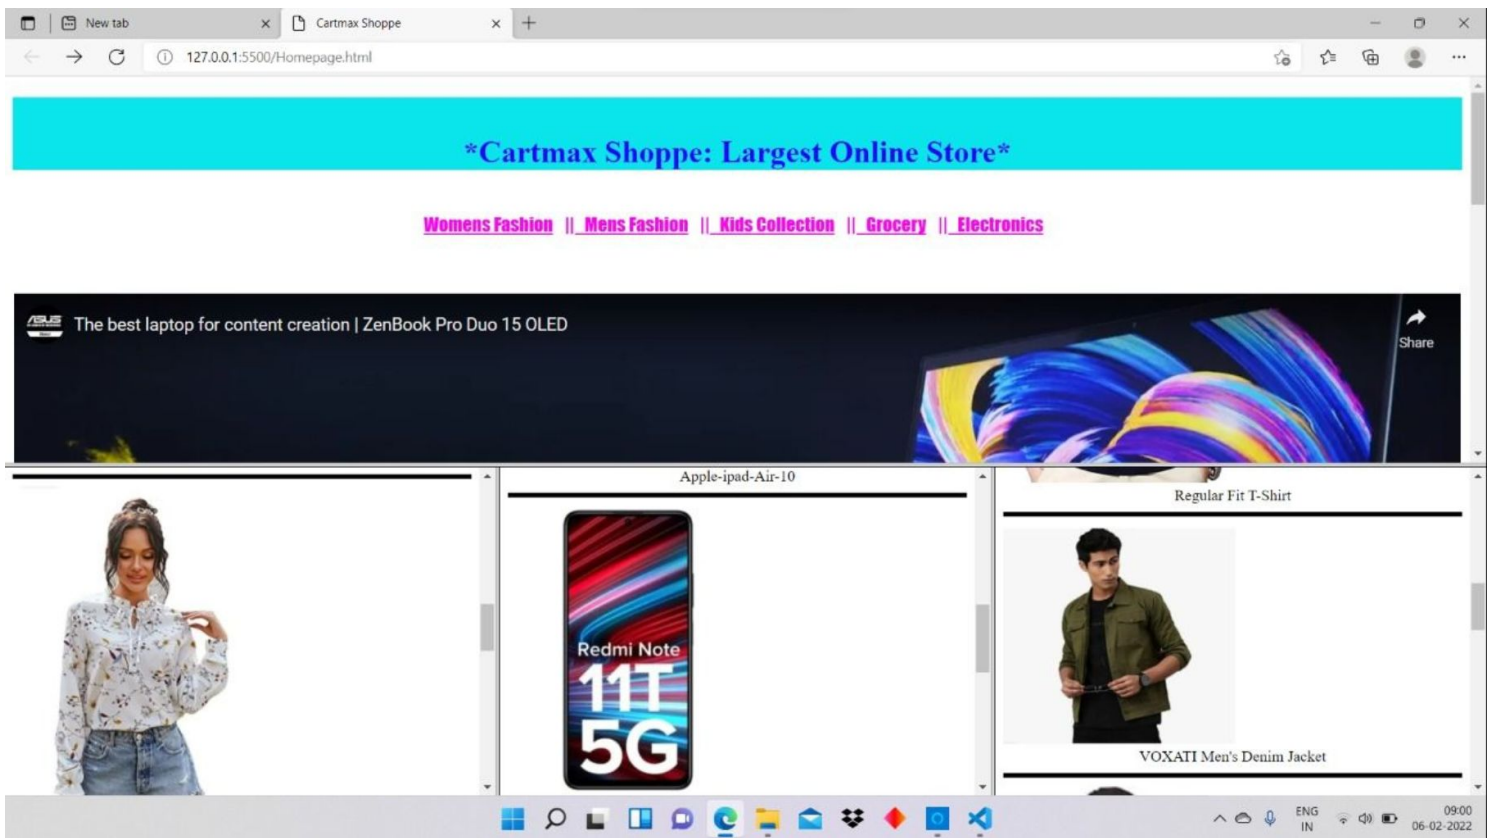 New tab
Cartmax Shoppe
127.0.0.1:5500/Homepage.html
*Cartmax Shoppe: Largest Online Store*
Womens Fashion || Mens Fashion || Kids Collection || Grocery || Electronics
ASUS
The best laptop for content creation | ZenBook Pro Duo 15 OLED
Share
Apple-ipad-Air-10
Redmi Note
11T
5G
Regular Fit T-Shirt
VOXATI Men's Denim Jacket
ENG
IN
09:00
06-02-2022